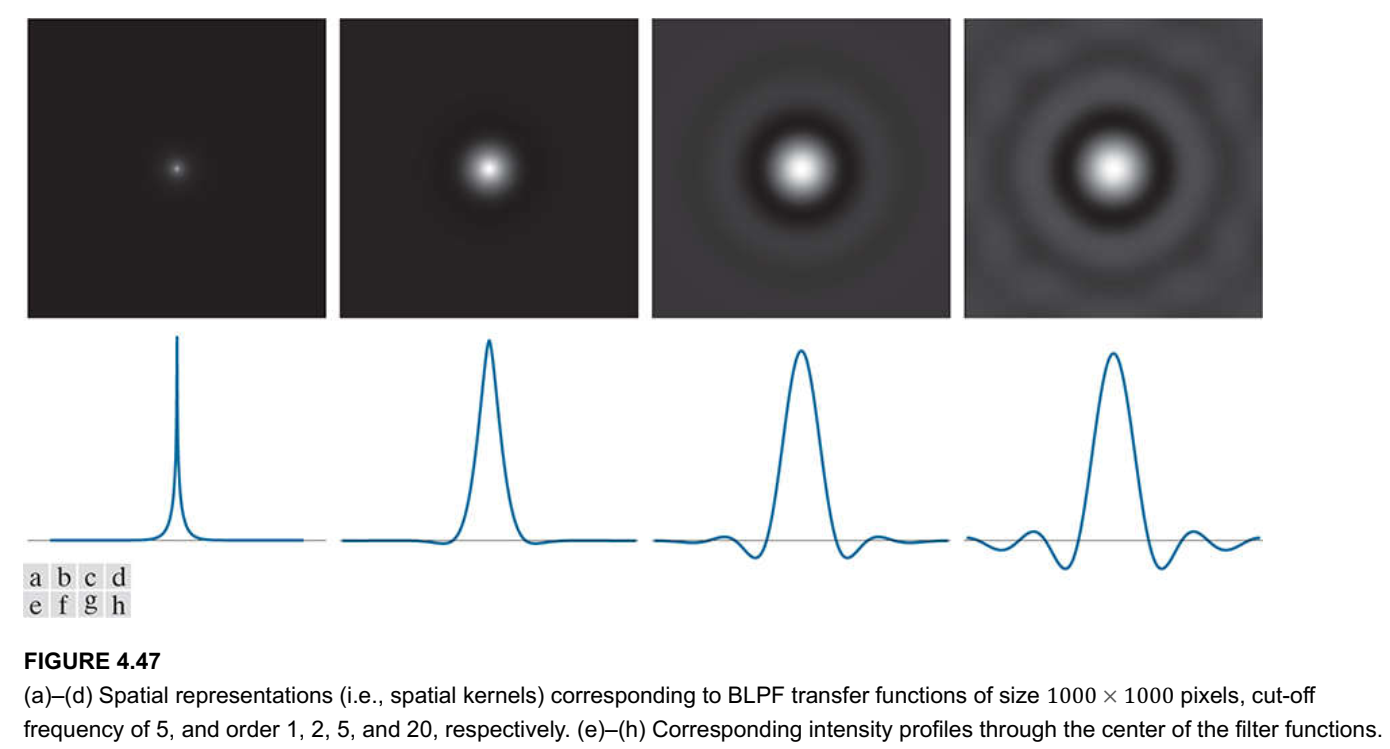 a b c d
e f g h
FIGURE 4.47
(a)–(d) Spatial representations (i.e., spatial kernels) corresponding to BLPF transfer functions of size 1000 × 1000 pixels, cut-off
frequency of 5, and order 1, 2, 5, and 20, respectively. (e)–(h) Corresponding intensity profiles through the center of the filter functions.